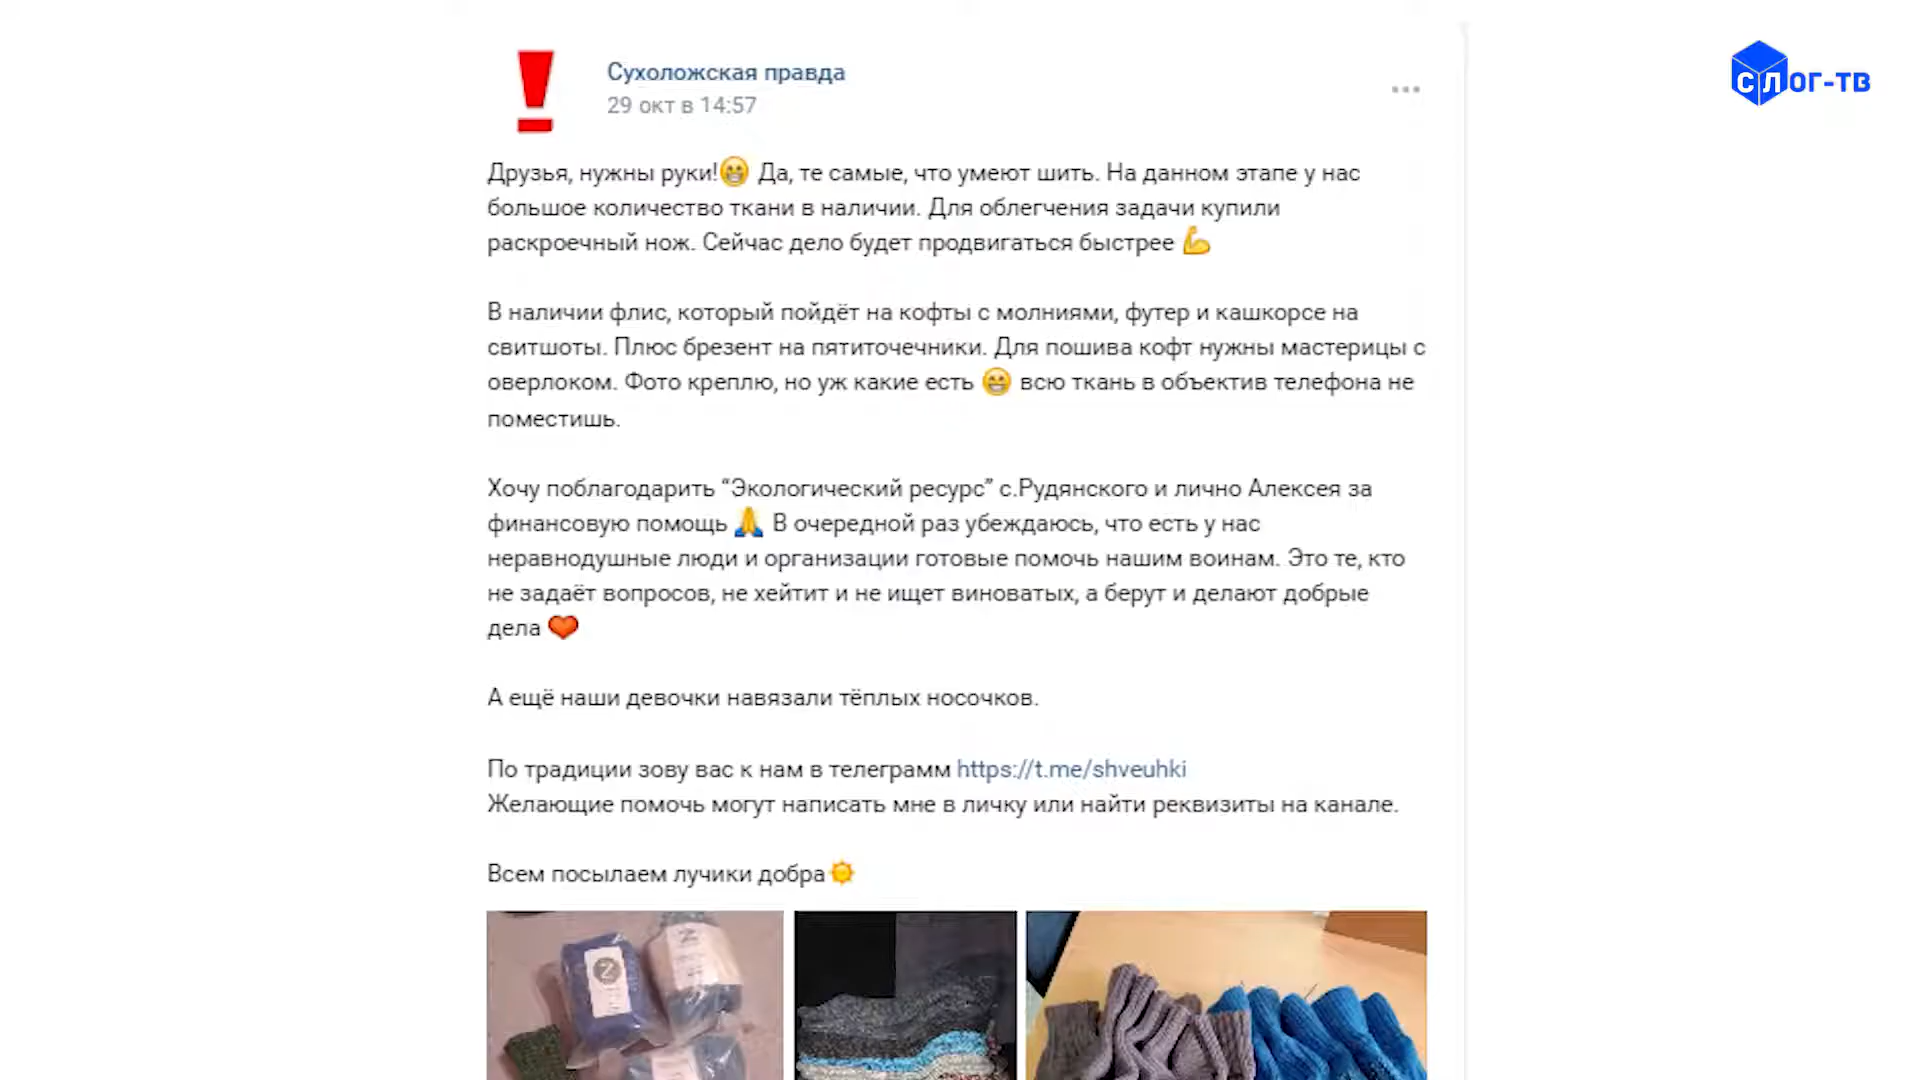 Сухоложская правда
29 окт в 14:57
слог-тв
Друзья, нужны руки!😁 Да, те самые, что умеют шить. На данном этапе у нас
большое количество ткани в наличии. Для облегчения задачи купили
раскроечный нож. Сейчас дело будет продвигаться быстрее 💪
В наличии флис, который пойдёт на кофты с молниями, футер и кашкорсе на
свитшоты. Плюс брезент на пятиточечники. Для пошива кофт нужны мастерицы с
оверлоком. Фото креплю, но уж какие есть 😁 всю ткань в объектив телефона не
поместишь.
Хочу поблагодарить “Экологический ресурс” с.Рудянского и лично Алексея за
финансовую помощь 🙏 В очередной раз убеждаюсь, что есть у нас
неравнодушные люди и организации готовые помочь нашим воинам. Это те, кто
не задаёт вопросов, не хейтит и не ищет виноватых, а берут и делают добрые
дела ❤
А ещё наши девочки навязали тёплых носочков.
По традиции зову вас к нам в телеграмм https://t.me/shveuhki
Желающие помочь могут написать мне в личку или найти реквизиты на канале.
Всем посылаем лучики добра☀
Z
Z